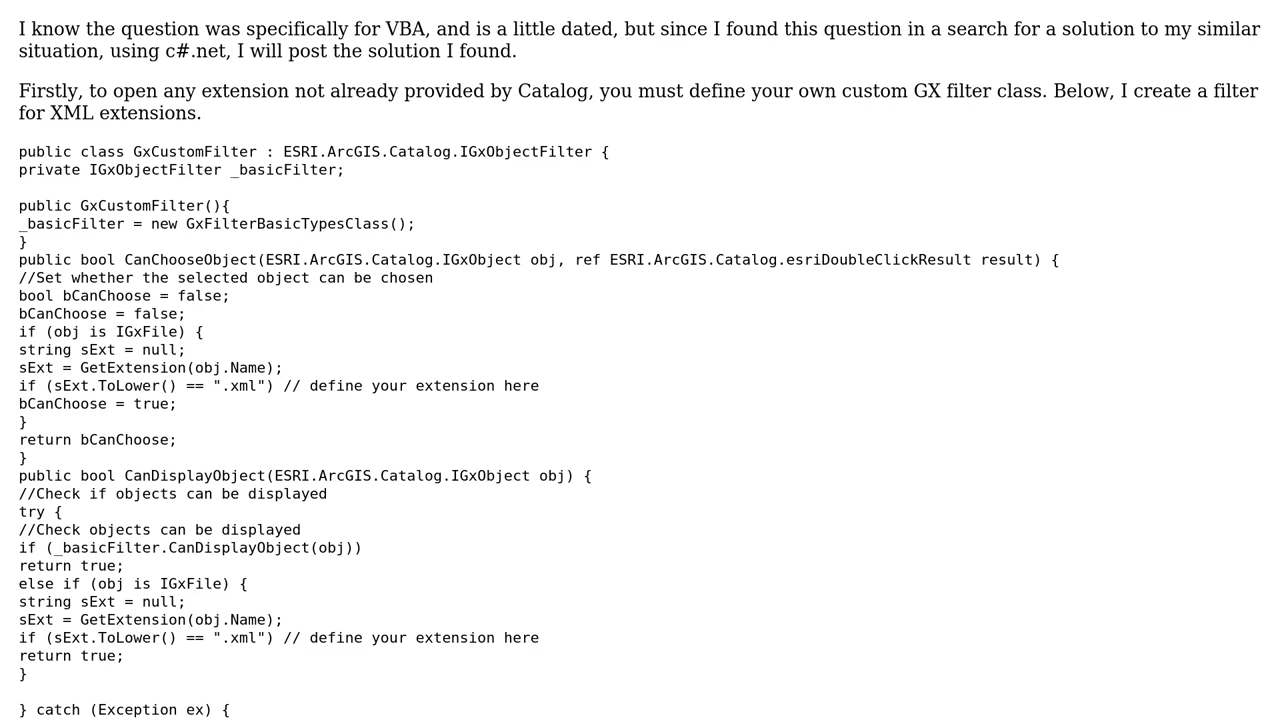 I know the question was specifically for VBA, and is a little dated, but since I found this question in a search for a solution to my similar
situation, using c#.net, I will post the solution I found.
Firstly, to open any extension not already provided by Catalog, you must define your own custom GX filter class. Below, I create a filter
for XML extensions.
public class GxCustomFilter : ESRI.ArcGIS.Catalog.IGxObjectFilter {
private IGxObjectFilter _basicFilter;
public GxCustomFilter(){
_basicFilter = new GxFilterBasicTypesClass();
}
public bool CanChooseObject(ESRI.ArcGIS.Catalog.IGxObject obj, ref ESRI.ArcGIS.Catalog.esriDoubleClickResult result) {
//Set whether the selected object can be chosen
bool bCanChoose = false;
bCanChoose = false;
if (obj is IGxFile) {
string sExt = null;
sExt = GetExtension(obj.Name);
if (sExt.ToLower() == ".xml") // define your extension here
bCanChoose = true;
}
return bCanChoose;
}
public bool CanDisplayObject(ESRI.ArcGIS.Catalog.IGxObject obj) {
//Check if objects can be displayed
try {
//Check objects can be displayed
if (_basicFilter.CanDisplayObject(obj))
return true;
else if (obj is IGxFile) {
string sExt = null;
sExt = GetExtension(obj.Name);
if (sExt.ToLower() == ".xml") // define your extension here
return true;
}
} catch (Exception ex) {